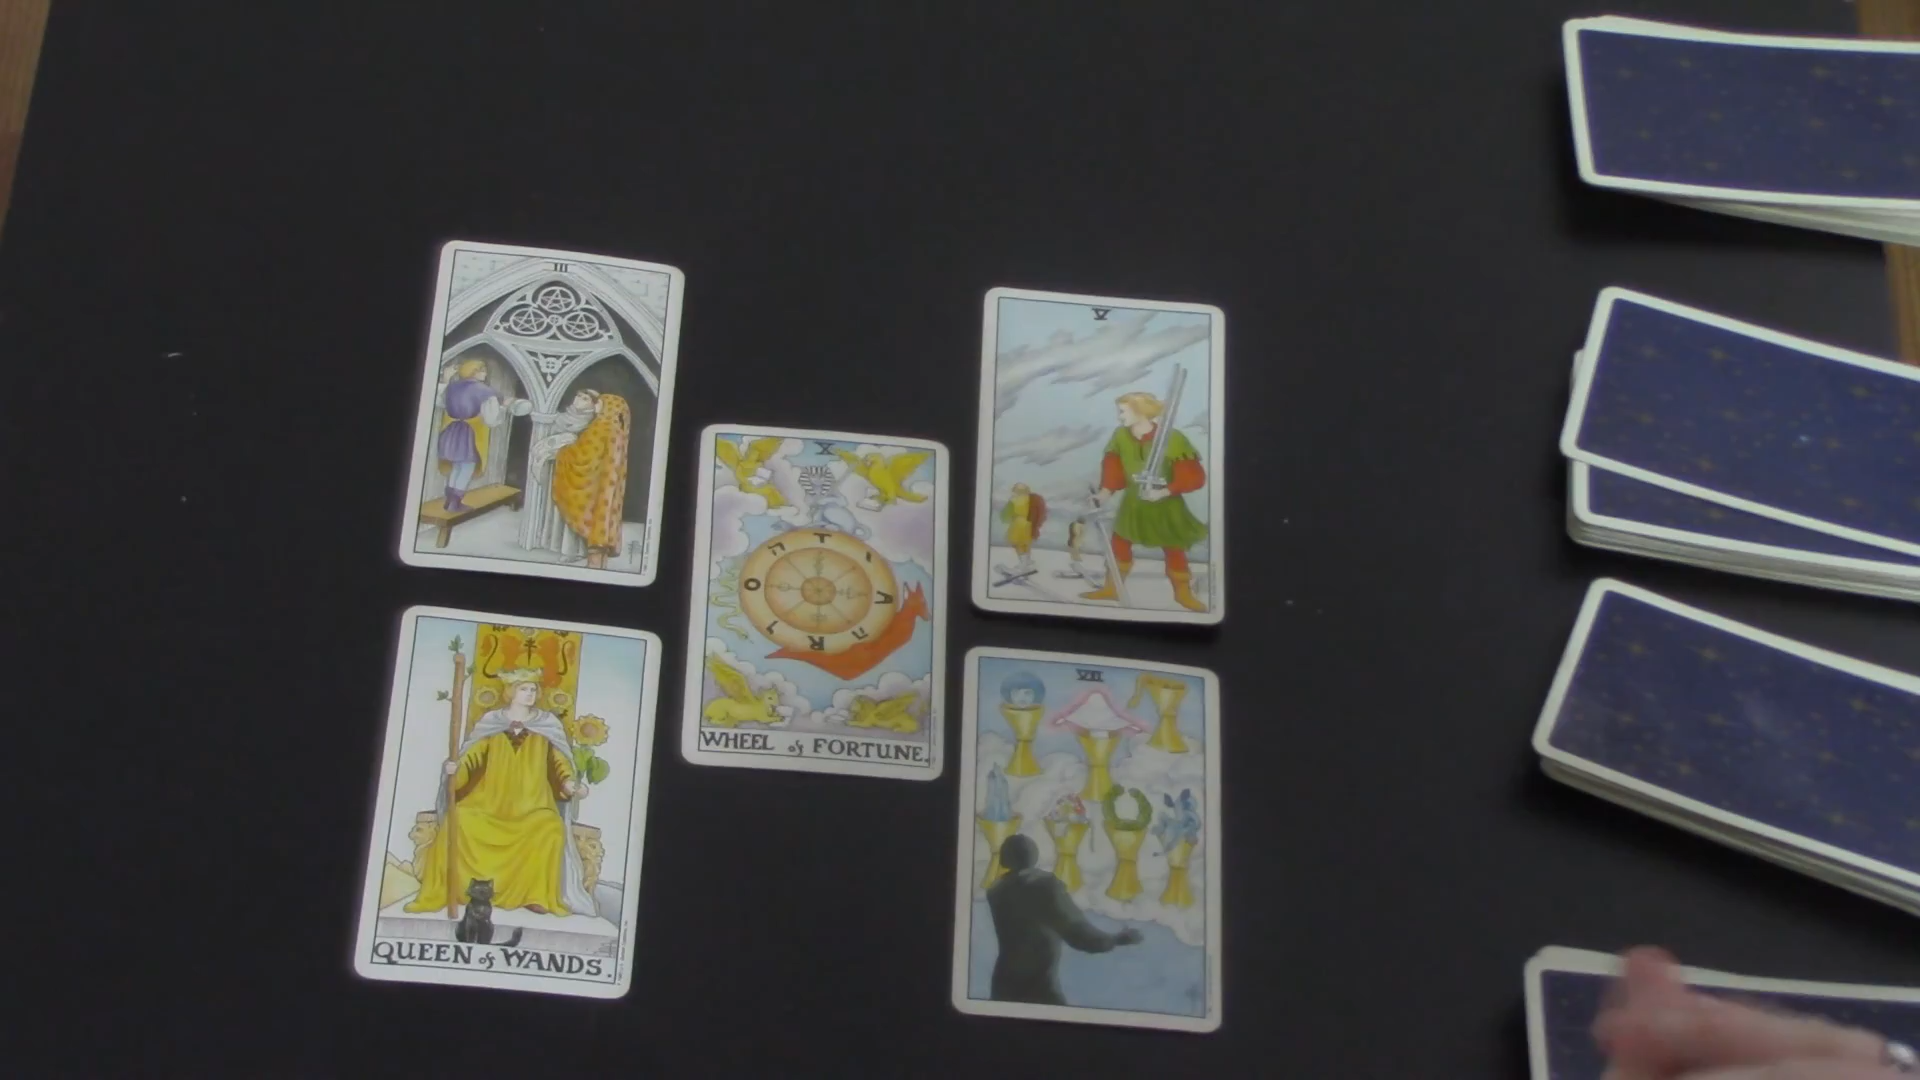 III
V
X
WHEEL of FORTUNE.
VII
QUEEN of WANDS.